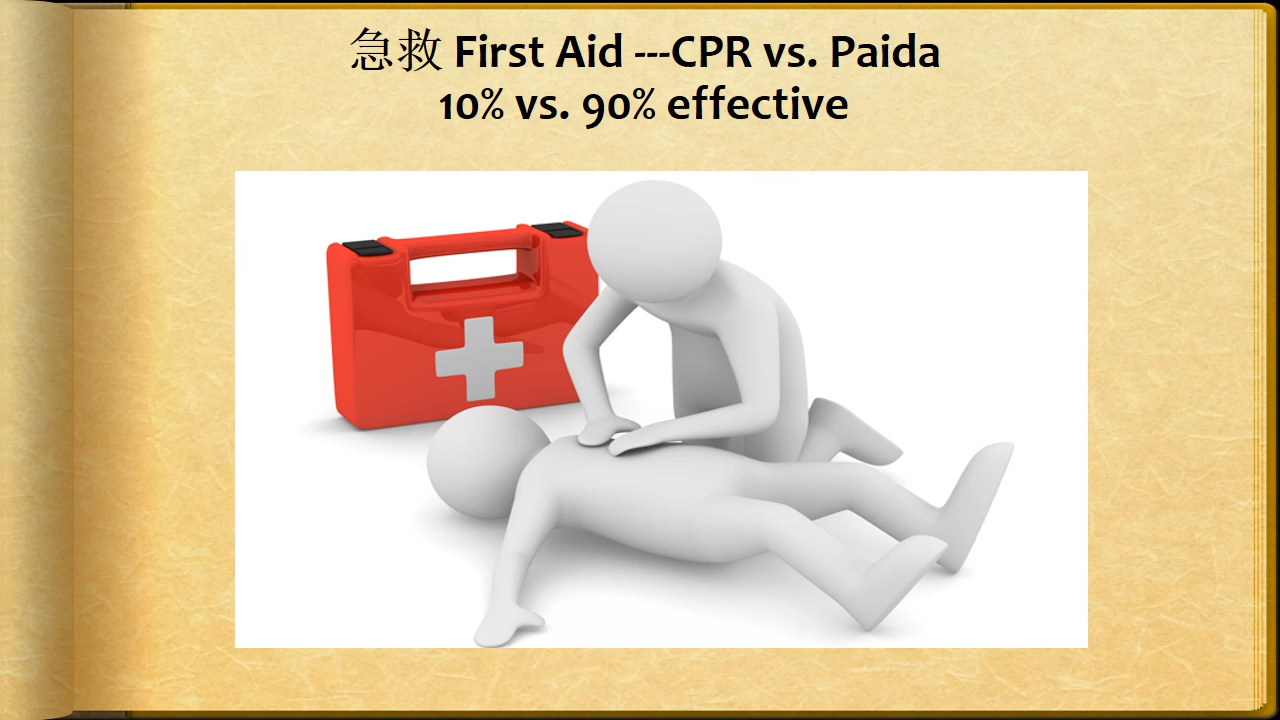 急救 First Aid ---CPR vs. Paida
10% vs. 90% effective